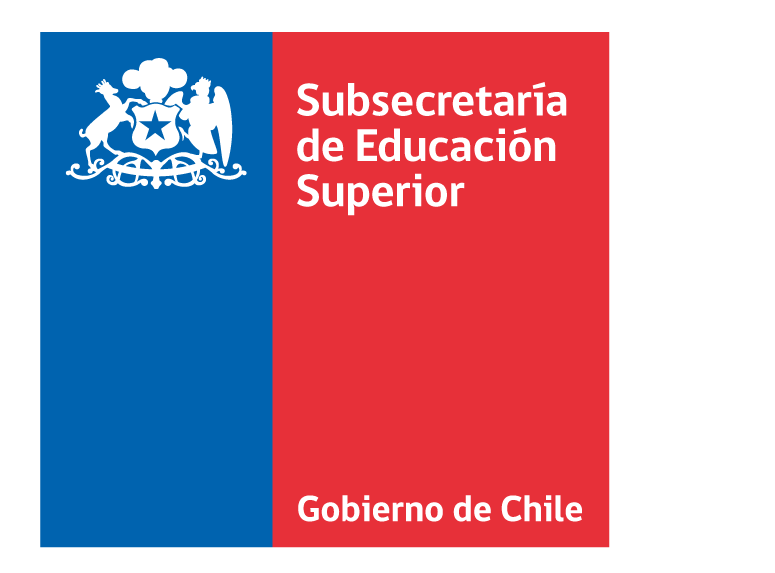 Subsecretaría
de Educación
Superior
Gobierno de Chile